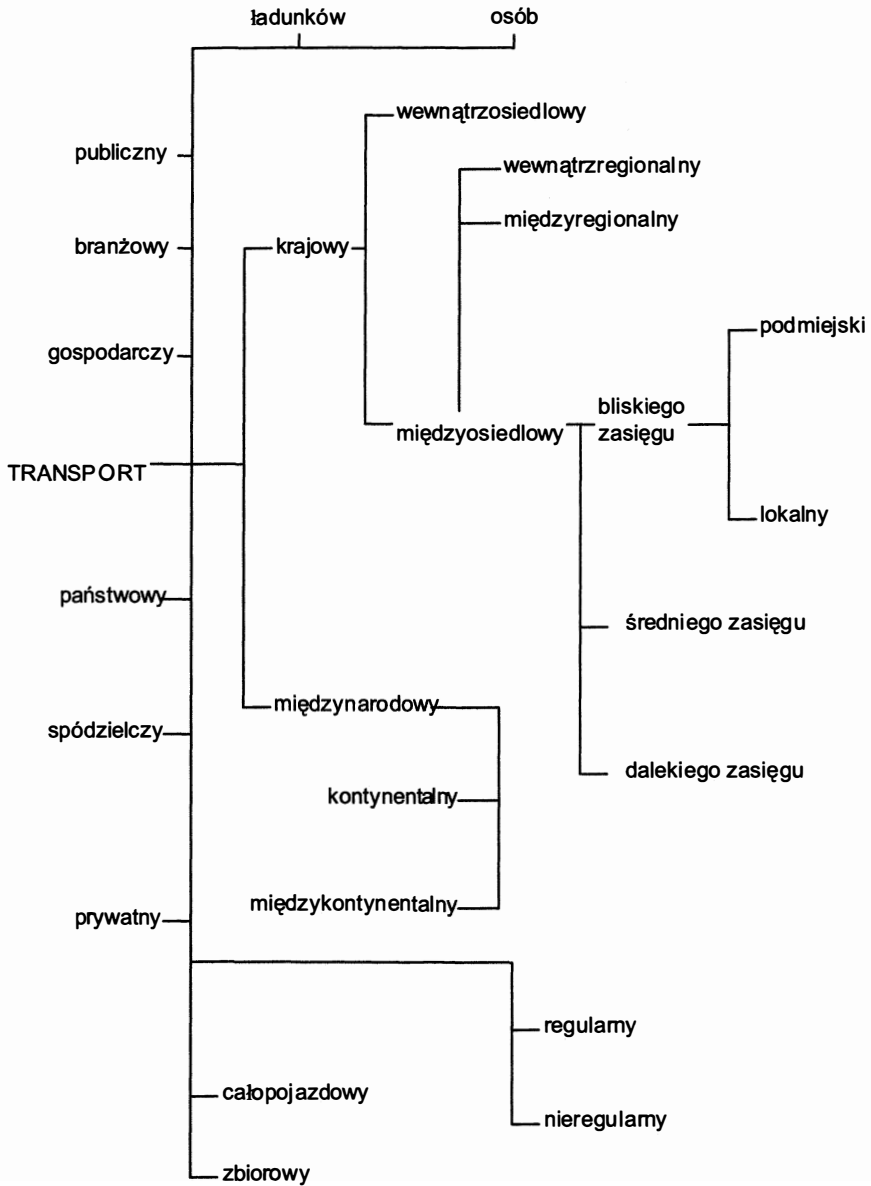 ładunków
osób
wewnątrzosiedlowy
publiczny
wewnątrzregionalny
międzyregionalny
branżowy
krajowy
podmiejski
gospodarczy
bliskiego
zasięgu
międzyosiedlowy
TRANSPORT
lokalny
państwowy
średniego zasięgu
międzynarodowy
spódzielczy
dalekiego zasięgu
kontynentalny
międzykontynentalny
prywatny
regularny
całopojazdowy
nieregularny
zbiorowy